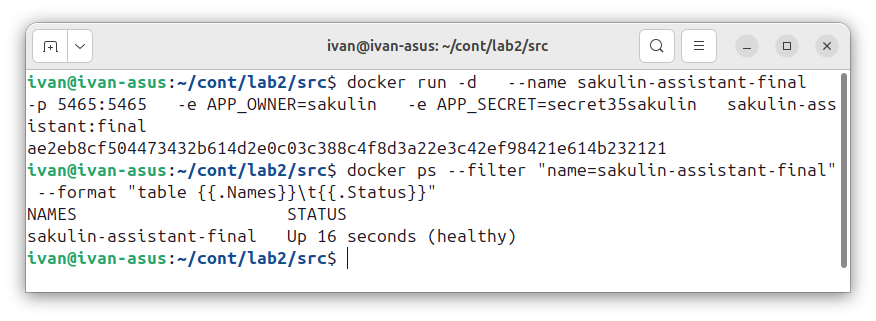 ivan@ivan-asus: ~/cont/lab2/src
ivan@ivan-asus:~/cont/lab2/src$ docker run -d   --name sakulin-assistant-final
-p 5465:5465   -e APP_OWNER=sakulin   -e APP_SECRET=secret35sakulin   sakulin-ass
istant:final
ae2eb8cf504473432b614d2e0c03c388c4f8d3a22e3c42ef98421e614b232121
ivan@ivan-asus:~/cont/lab2/src$ docker ps --filter "name=sakulin-assistant-final"
 --format "table {{.Names}}\t{{.Status}}"
NAMES                     STATUS
sakulin-assistant-final   Up 16 seconds (healthy)
ivan@ivan-asus:~/cont/lab2/src$